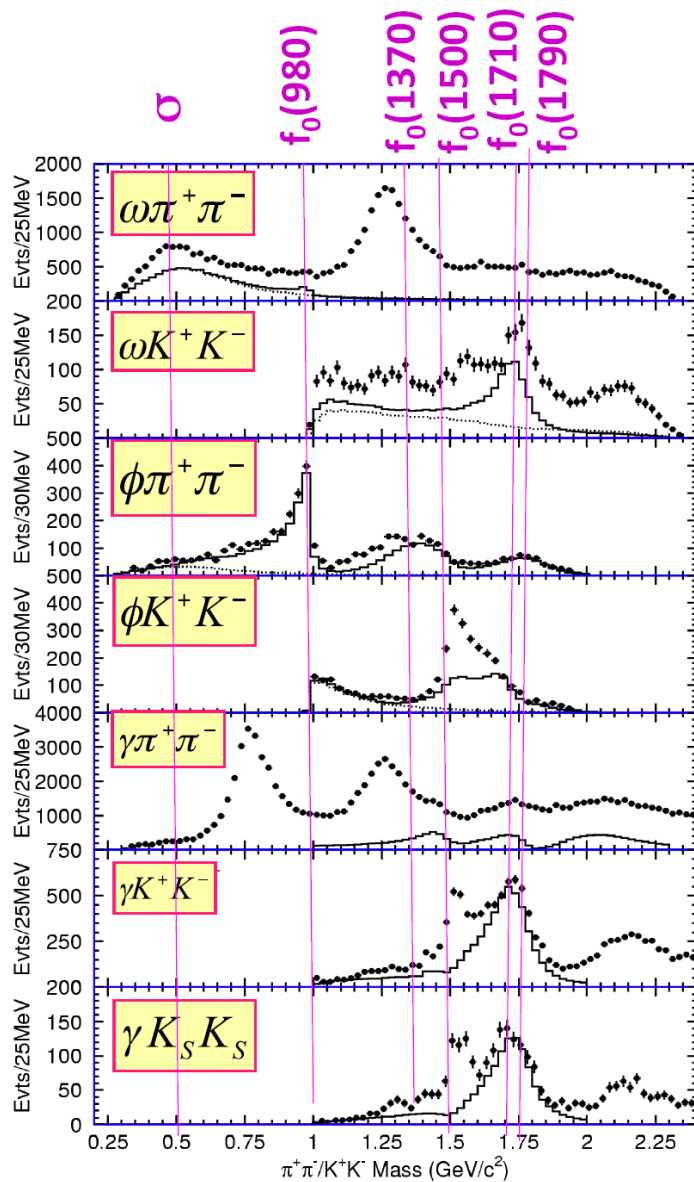 σ
f₀(980)
f₀(1370)
f₀(1500)
f₀(1710)
f₀(1790)
2000
1500
1000
500
200
Evts/25MeV
ωπ⁺π⁻
150
100
50
500
Evts/25MeV
ωK⁺K⁻
400
300
200
100
500
Evts/30MeV
ϕπ⁺π⁻
400
300
200
100
4000
Evts/30MeV
ϕK⁺K⁻
3000
2000
1000
750
Evts/25MeV
γπ⁺π⁻
500
250
200
Evts/25MeV
γK⁺K⁻
150
100
50
0
Evts/25MeV
γK_SK_S
0.25 0.5 0.75 1 1.25 1.5 1.75 2 2.25
π⁺π⁻/K⁺K⁻ Mass (GeV/c²)